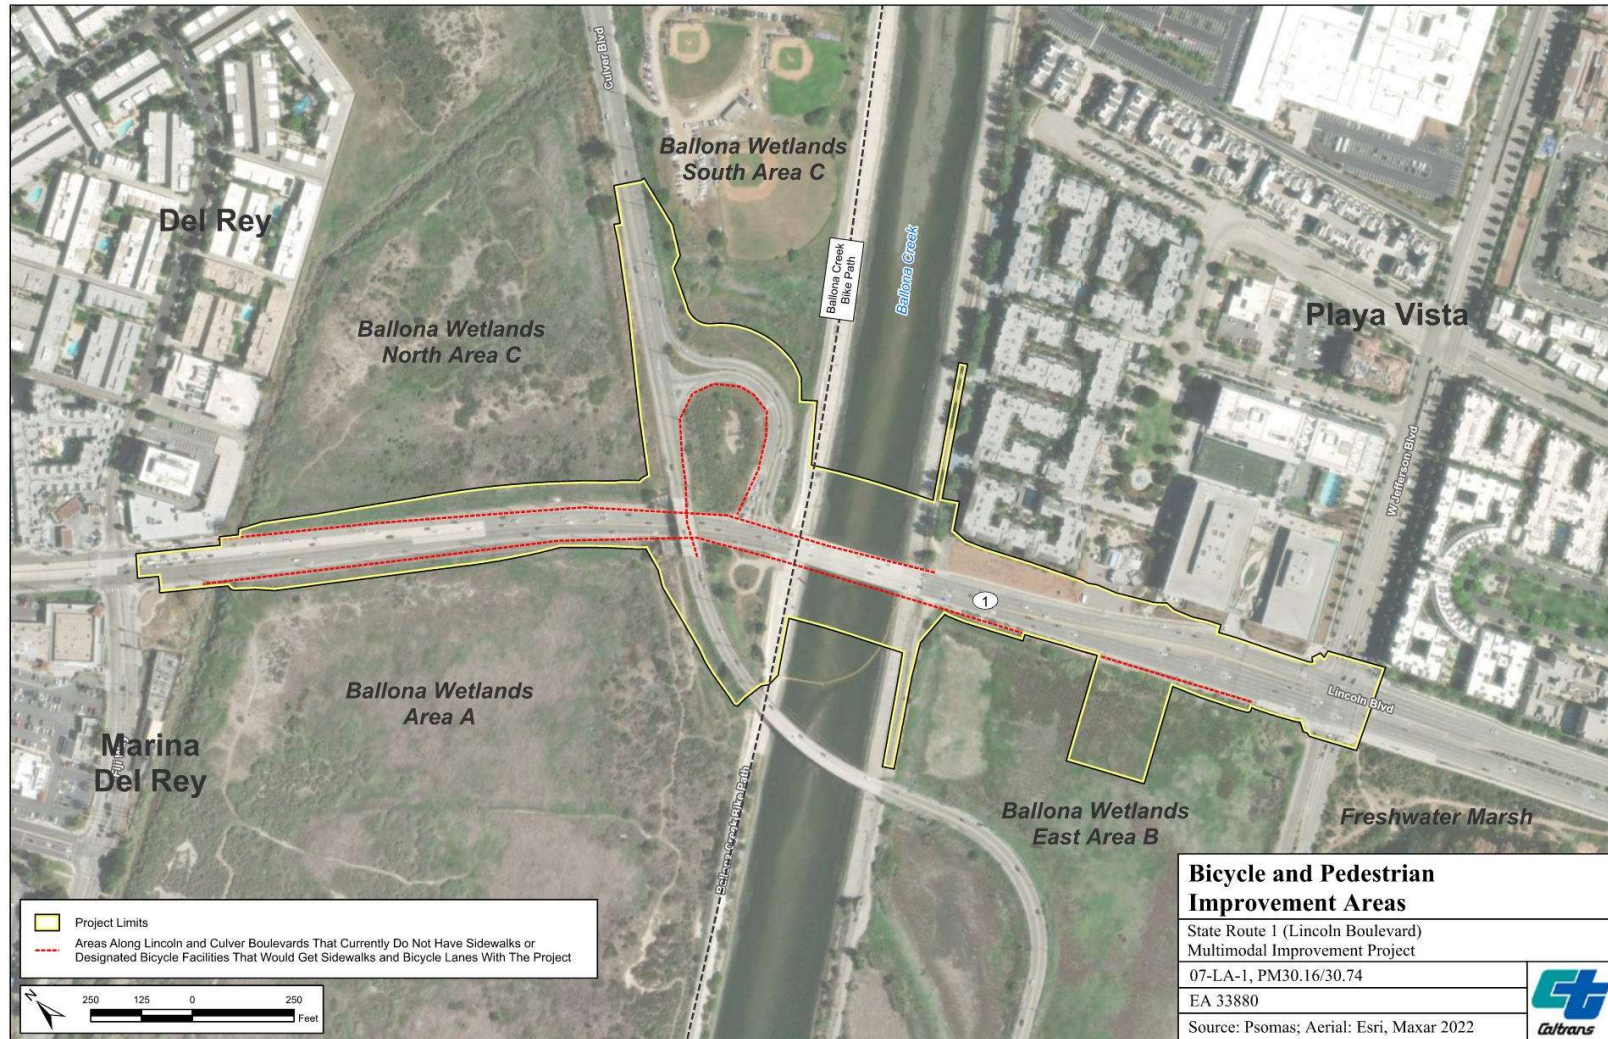 Culver Blvd
Ballona Wetlands
South Area C
Del Rey
Ballona Creek
Bike Path
Ballona Creek
Playa Vista
Ballona Wetlands
North Area C
W Jefferson Blvd
1
Ballona Wetlands
Area A
Lincoln Blvd
Marina
Del Rey
Fiji Way
Ballona Creek Bike Path
Ballona Wetlands
East Area B
Freshwater Marsh
Project Limits
Areas Along Lincoln and Culver Boulevards That Currently Do Not Have Sidewalks or
Designated Bicycle Facilities That Would Get Sidewalks and Bicycle Lanes With The Project
N
250 125 0 250
Feet
Bicycle and Pedestrian
Improvement Areas
State Route 1 (Lincoln Boulevard)
Multimodal Improvement Project
07-LA-1, PM30.16/30.74
EA 33880
Source: Psomas; Aerial: Esri, Maxar 2022
ct
Caltrans